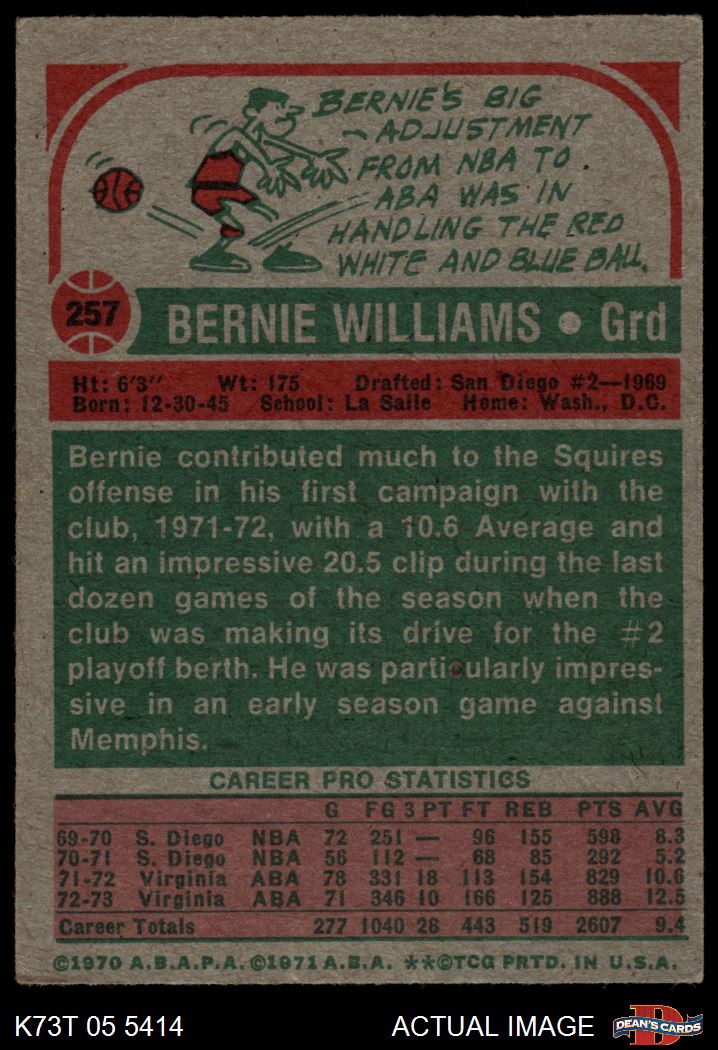 BERNIE'S BIG
ADJUSTMENT
FROM NBA TO
ABA WAS IN
HANDLING THE RED
WHITE AND BLUE BALL.
ABA
257 BERNIE WILLIAMS • Grd
Ht: 6'3" Wt: 175 Drafted: San Diego #2—1969
Born: 12-30-45 School: La Salle Home: Wash., D.C.
Bernie contributed much to the Squires
offense in his first campaign with the
club, 1971-72, with a 10.6 Average and
hit an impressive 20.5 clip during the last
dozen games of the season when the
club was making its drive for the #2
playoff berth. He was particularly impres-
sive in an early season game against
Memphis.
CAREER PRO STATISTICS
G FG 3 PT FT REB PTS AVG
69-70 S. Diego NBA 72 251 — 96 155 598 8.3
70-71 S. Diego NBA 56 112 — 68 85 292 5.2
71-72 Virginia ABA 78 331 18 113 154 829 10.6
72-73 Virginia ABA 71 346 10 166 125 888 12.5
Career Totals 277 1040 28 443 519 2607 9.4
©1970 A.B.A.P.A. ©1971 A.B.A. **©TCG PRTD. IN U.S.A.
K73T 05 5414 ACTUAL IMAGE DEAN'S CARDS